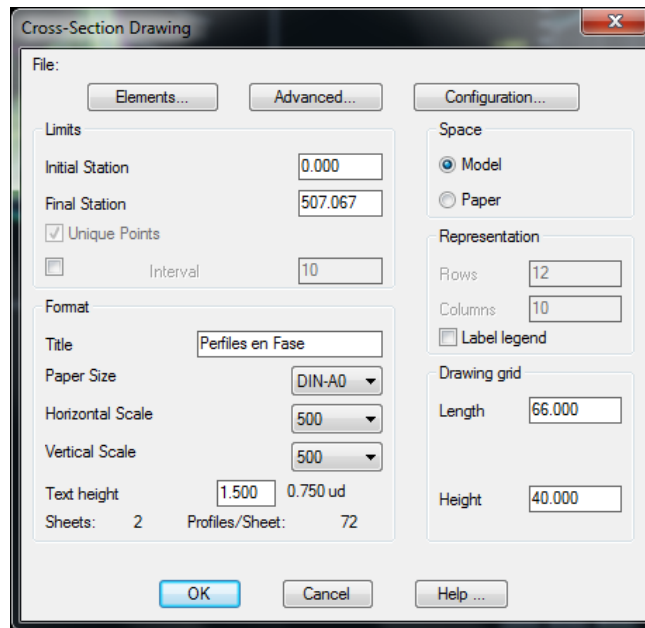 Cross-Section Drawing
File:
Elements...
Advanced...
Configuration...
Limits
Initial Station 0.000
Final Station 507.067
Unique Points
Interval 10
Space
Model
Paper
Representation
Rows 12
Columns 10
Label legend
Format
Title Perfiles en Fase
Paper Size DIN-A0
Horizontal Scale 500
Vertical Scale 500
Text height 1.500 0.750 ud
Sheets: 2 Profiles/Sheet: 72
Drawing grid
Length 66.000
Height 40.000
OK
Cancel
Help ...